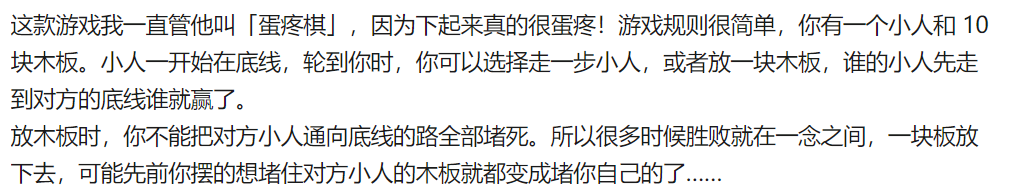 这款游戏我一直管他叫「蛋疼棋」，因为下起来真的很蛋疼！游戏规则很简单，你有一个小人和 10
块木板。小人一开始在底线，轮到你时，你可以选择走一步小人，或者放一块木板，谁的小人先走
到对方的底线谁就赢了。
放木板时，你不能把对方小人通向底线的路全部堵死。所以很多时候胜败就在一念之间，一块板放
下去，可能先前你摆的想堵住对方小人的木板就都变成堵你自己的了……